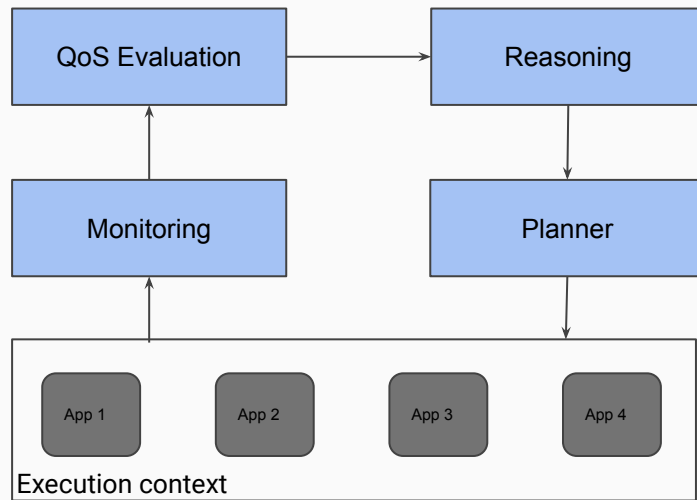 QoS Evaluation
Reasoning
Monitoring
Planner
App 1
App 2
App 3
App 4
Execution context